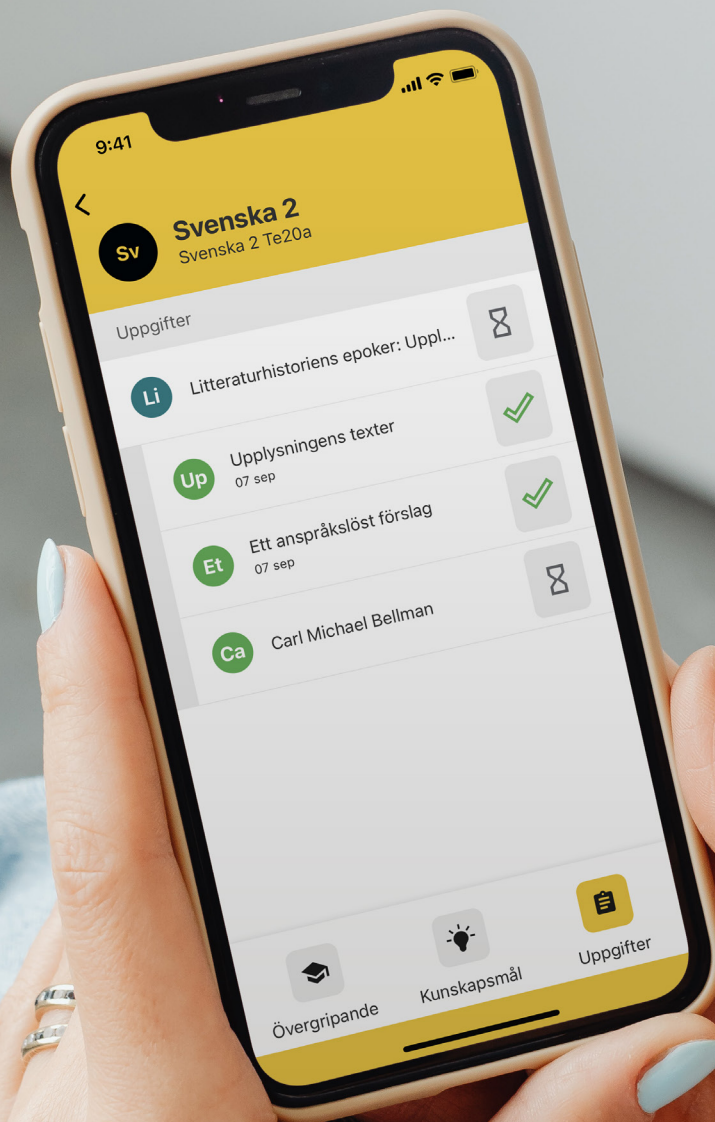 9:41
Sv
Svenska 2
Svenska 2 Te20a
Uppgifter
Li
Litteraturhistoriens epoker: Uppl...
Up
Upplysningens texter
07 sep
Et
Ett anspråkslöst förslag
07 sep
Ca
Carl Michael Bellman
Övergripande
Kunskapsmål
Uppgifter